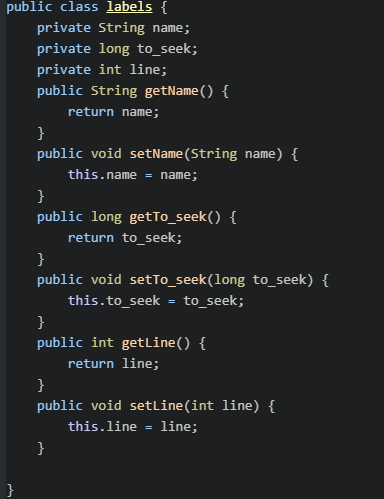 public class labels {
    private String name;
    private long to_seek;
    private int line;
    public String getName() {
        return name;
    }
    public void setName(String name) {
        this.name = name;
    }
    public long getTo_seek() {
        return to_seek;
    }
    public void setTo_seek(long to_seek) {
        this.to_seek = to_seek;
    }
    public int getLine() {
        return line;
    }
    public void setLine(int line) {
        this.line = line;
    }

}